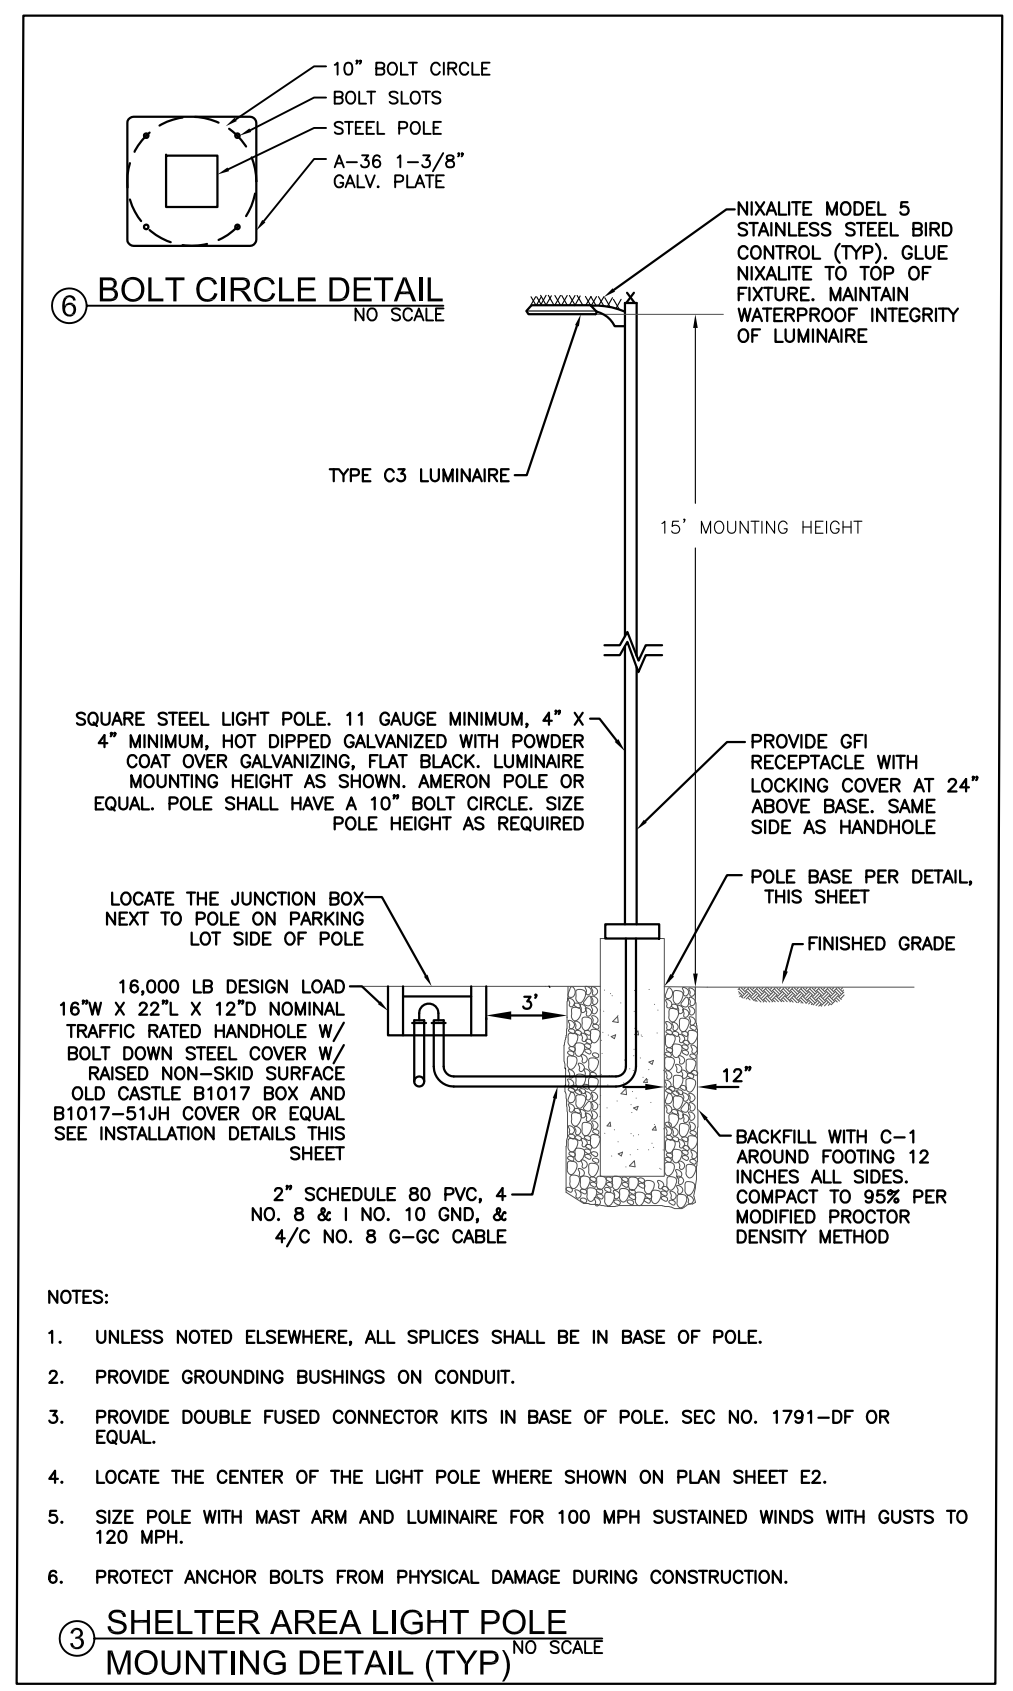 10" BOLT CIRCLE
BOLT SLOTS
STEEL POLE
A-36 1-3/8"
GALV. PLATE
6 BOLT CIRCLE DETAIL
NO SCALE
NIXALITE MODEL 5
STAINLESS STEEL BIRD
CONTROL (TYP). GLUE
NIXALITE TO TOP OF
FIXTURE. MAINTAIN
WATERPROOF INTEGRITY
OF LUMINAIRE
TYPE C3 LUMINAIRE
15' MOUNTING HEIGHT
SQUARE STEEL LIGHT POLE. 11 GAUGE MINIMUM, 4" X
4" MINIMUM, HOT DIPPED GALVANIZED WITH POWDER
COAT OVER GALVANIZING, FLAT BLACK. LUMINAIRE
MOUNTING HEIGHT AS SHOWN. AMERON POLE OR
EQUAL. POLE SHALL HAVE A 10" BOLT CIRCLE. SIZE
POLE HEIGHT AS REQUIRED
PROVIDE GFI
RECEPTACLE WITH
LOCKING COVER AT 24"
ABOVE BASE. SAME
SIDE AS HANDHOLE
LOCATE THE JUNCTION BOX
NEXT TO POLE ON PARKING
LOT SIDE OF POLE
POLE BASE PER DETAIL,
THIS SHEET
FINISHED GRADE
16,000 LB DESIGN LOAD
16"W X 22"L X 12"D NOMINAL
TRAFFIC RATED HANDHOLE W/
BOLT DOWN STEEL COVER W/
RAISED NON-SKID SURFACE
OLD CASTLE B1017 BOX AND
B1017-51JH COVER OR EQUAL
SEE INSTALLATION DETAILS THIS
SHEET
3'
12"
BACKFILL WITH C-1
AROUND FOOTING 12
INCHES ALL SIDES.
COMPACT TO 95% PER
MODIFIED PROCTOR
DENSITY METHOD
2" SCHEDULE 80 PVC, 4
NO. 8 & I NO. 10 GND, &
4/C NO. 8 G-GC CABLE
NOTES:
1. UNLESS NOTED ELSEWHERE, ALL SPLICES SHALL BE IN BASE OF POLE.
2. PROVIDE GROUNDING BUSHINGS ON CONDUIT.
3. PROVIDE DOUBLE FUSED CONNECTOR KITS IN BASE OF POLE. SEC NO. 1791-DF OR
EQUAL.
4. LOCATE THE CENTER OF THE LIGHT POLE WHERE SHOWN ON PLAN SHEET E2.
5. SIZE POLE WITH MAST ARM AND LUMINAIRE FOR 100 MPH SUSTAINED WINDS WITH GUSTS TO
120 MPH.
6. PROTECT ANCHOR BOLTS FROM PHYSICAL DAMAGE DURING CONSTRUCTION.
3 SHELTER AREA LIGHT POLE
MOUNTING DETAIL (TYP) NO SCALE